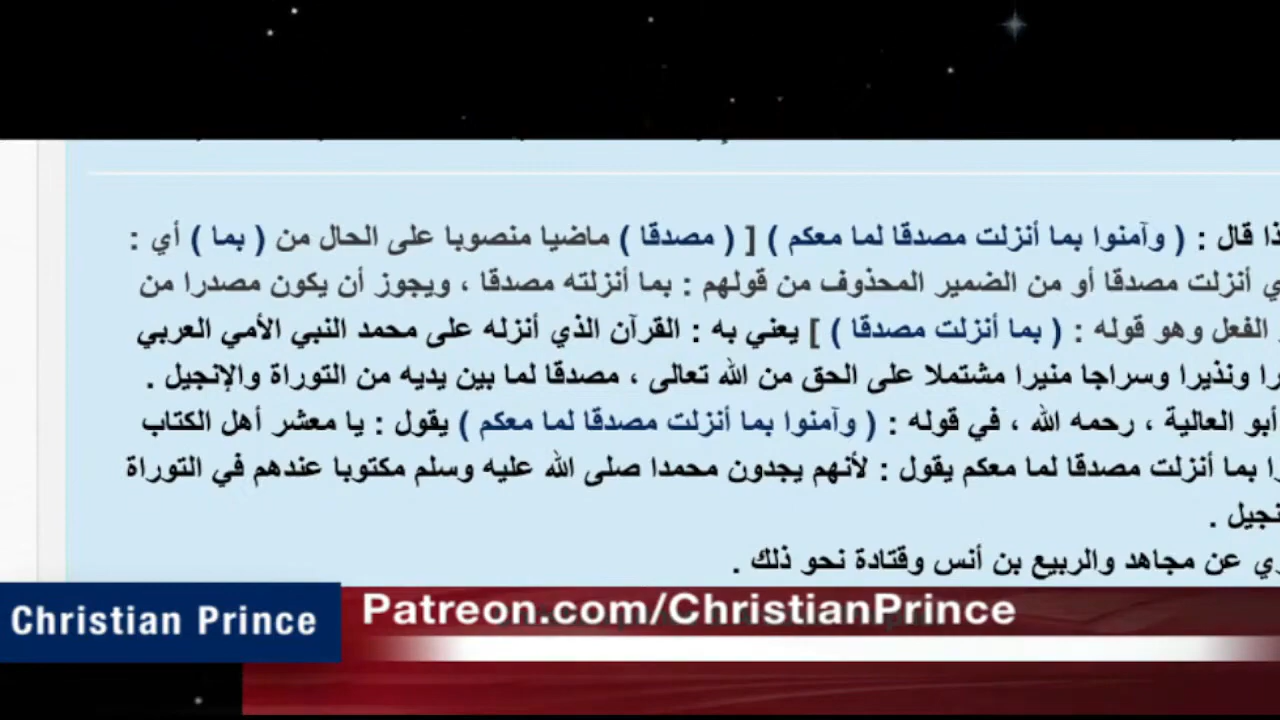 قال : ( وآمنوا بما أنزلت مصدقا لما معكم ) [ ( مصدقا ) ماضيا منصوبا على الحال من ( بما ) أي :
أنزلت مصدقا أو من الضمير المحذوف من قولهم : بما أنزلته مصدقا ، ويجوز أن يكون مصدرا من
الفعل وهو قوله : ( بما أنزلت مصدقا ) ] يعني به : القرآن الذي أنزله على محمد النبي الأمي العربي
ونذيرا وسراجا منيرا مشتملا على الحق من الله تعالى ، مصدقا لما بين يديه من التوراة والإنجيل .
أبو العالية ، رحمه الله ، في قوله : ( وآمنوا بما أنزلت مصدقا لما معكم ) يقول : يا معشر أهل الكتاب
بما أنزلت مصدقا لما معكم يقول : لأنهم يجدون محمدا صلى الله عليه وسلم مكتوبا عندهم في التوراة
عن مجاهد والربيع بن أنس وقتادة نحو ذلك .
Christian Prince
Patreon.com/ChristianPrince